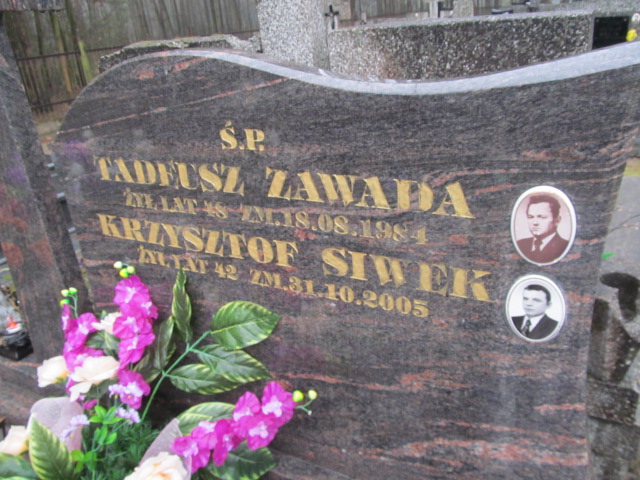 Ś.P.
TADEUSZ ZAWADA
ŻYŁ LAT 48 ZM.18.08.1984
KRZYSZTOF SIWEK
ŻYŁ LAT 42 ZM.31.10.2005